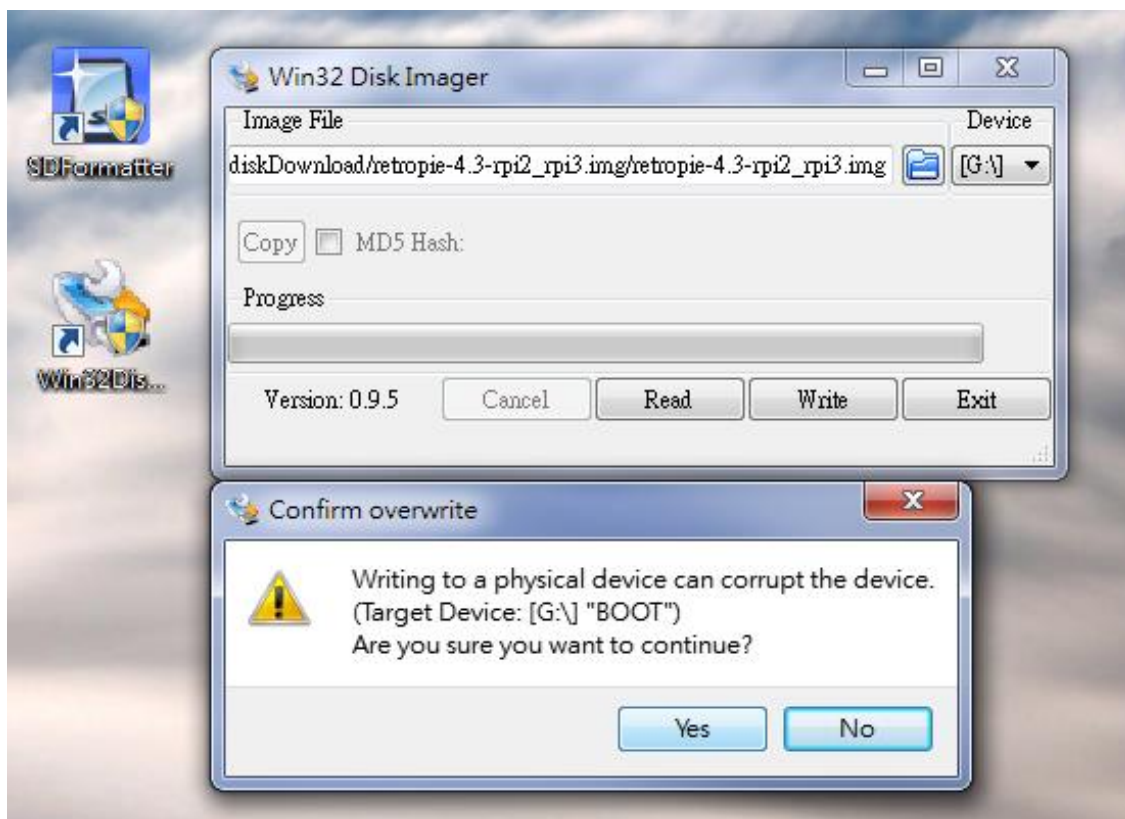 SDFormatter
Win32Dis...
Win32 Disk Imager
Image File
Device
diskDownload/retropie-4.3-rpi2_rpi3.img/retropie-4.3-rpi2_rpi3.img
[G:\]
Copy
MD5 Hash:
Progress
Version: 0.9.5
Cancel
Read
Write
Exit
Confirm overwrite
Writing to a physical device can corrupt the device.
(Target Device: [G:\] "BOOT")
Are you sure you want to continue?
Yes
No